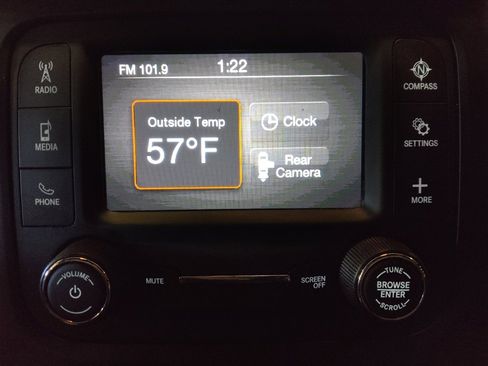 FM 101.9
1:22
Outside Temp
57°F
Clock
Rear
Camera
RADIO
MEDIA
PHONE
N
COMPASS
SETTINGS
MORE
VOLUME
MUTE
SCREEN
OFF
TUNE
BROWSE
ENTER
SCROLL